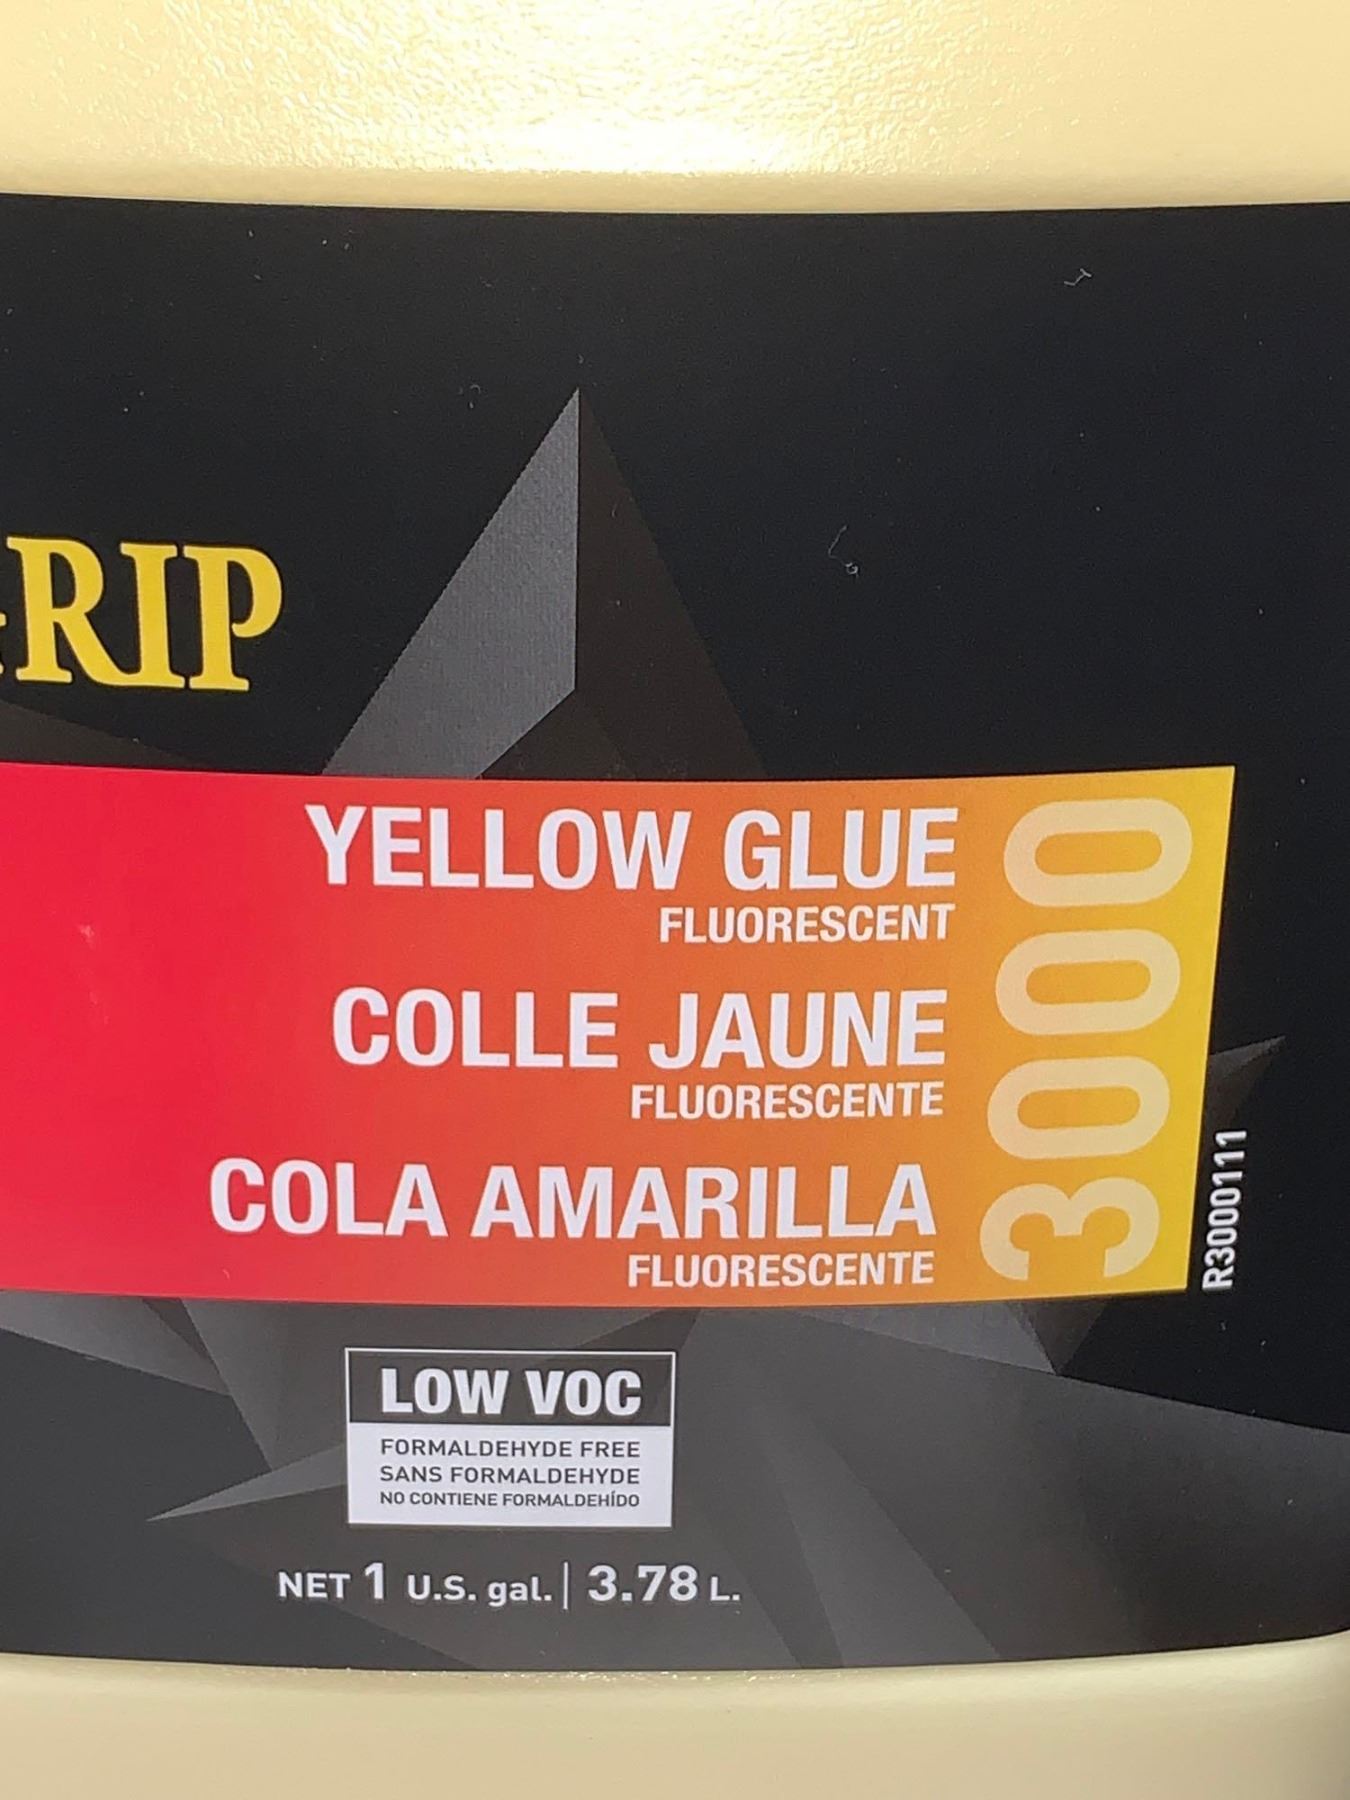 RIP
YELLOW GLUE
FLUORESCENT
COLLE JAUNE
FLUORESCENTE
COLA AMARILLA
FLUORESCENTE
3000
R3000111
LOW VOC
FORMALDEHYDE FREE
SANS FORMALDEHYDE
NO CONTIENE FORMALDEHÍDO
NET 1 U.S. gal. | 3.78 L.